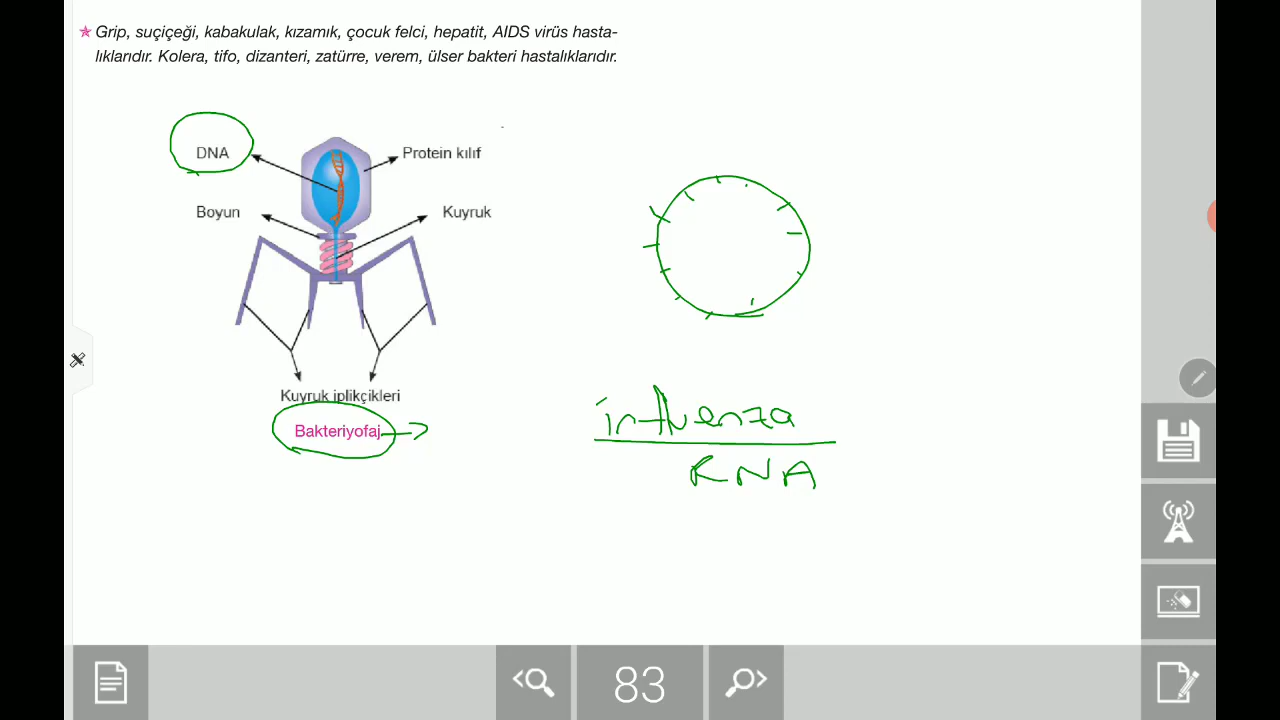 Grip, suçiçeği, kabakulak, kızamık, çocuk felci, hepatit, AIDS virüs hasta-
lıklarıdır. Kolera, tifo, dizanteri, zatürre, verem, ülser bakteri hastalıklarıdır.
DNA
Protein kılıf
Boyun
Kuyruk
Kuyruk iplikçikleri
Bakteriyofaj
influenza
RNA
83